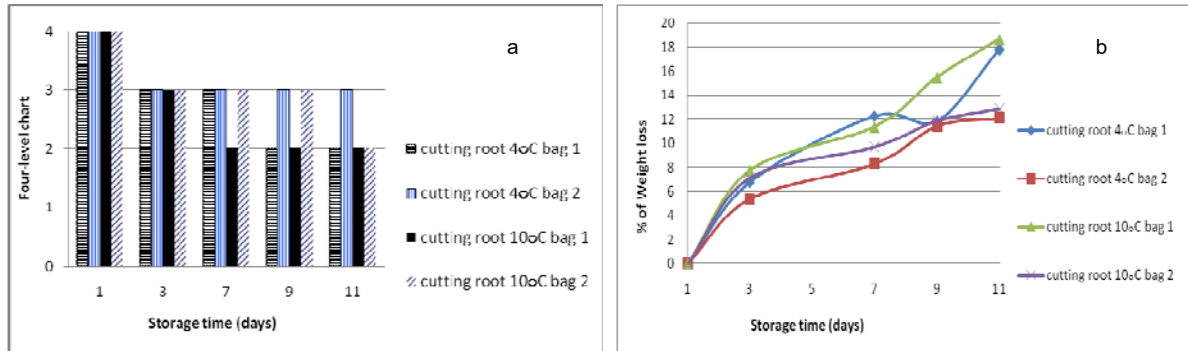 a
Four-level chart
4
3
2
1
0
1 3 7 9 11
Storage time (days)
cutting root 4oC bag 1
cutting root 4oC bag 2
cutting root 10oC bag 1
cutting root 10oC bag 2
b
% of Weight loss
20
18
16
14
12
10
8
6
4
2
0
1 3 5 7 9 11
Storage time (days)
cutting root 4oC bag 1
cutting root 4oC bag 2
cutting root 10oC bag 1
cutting root 10oC bag 2